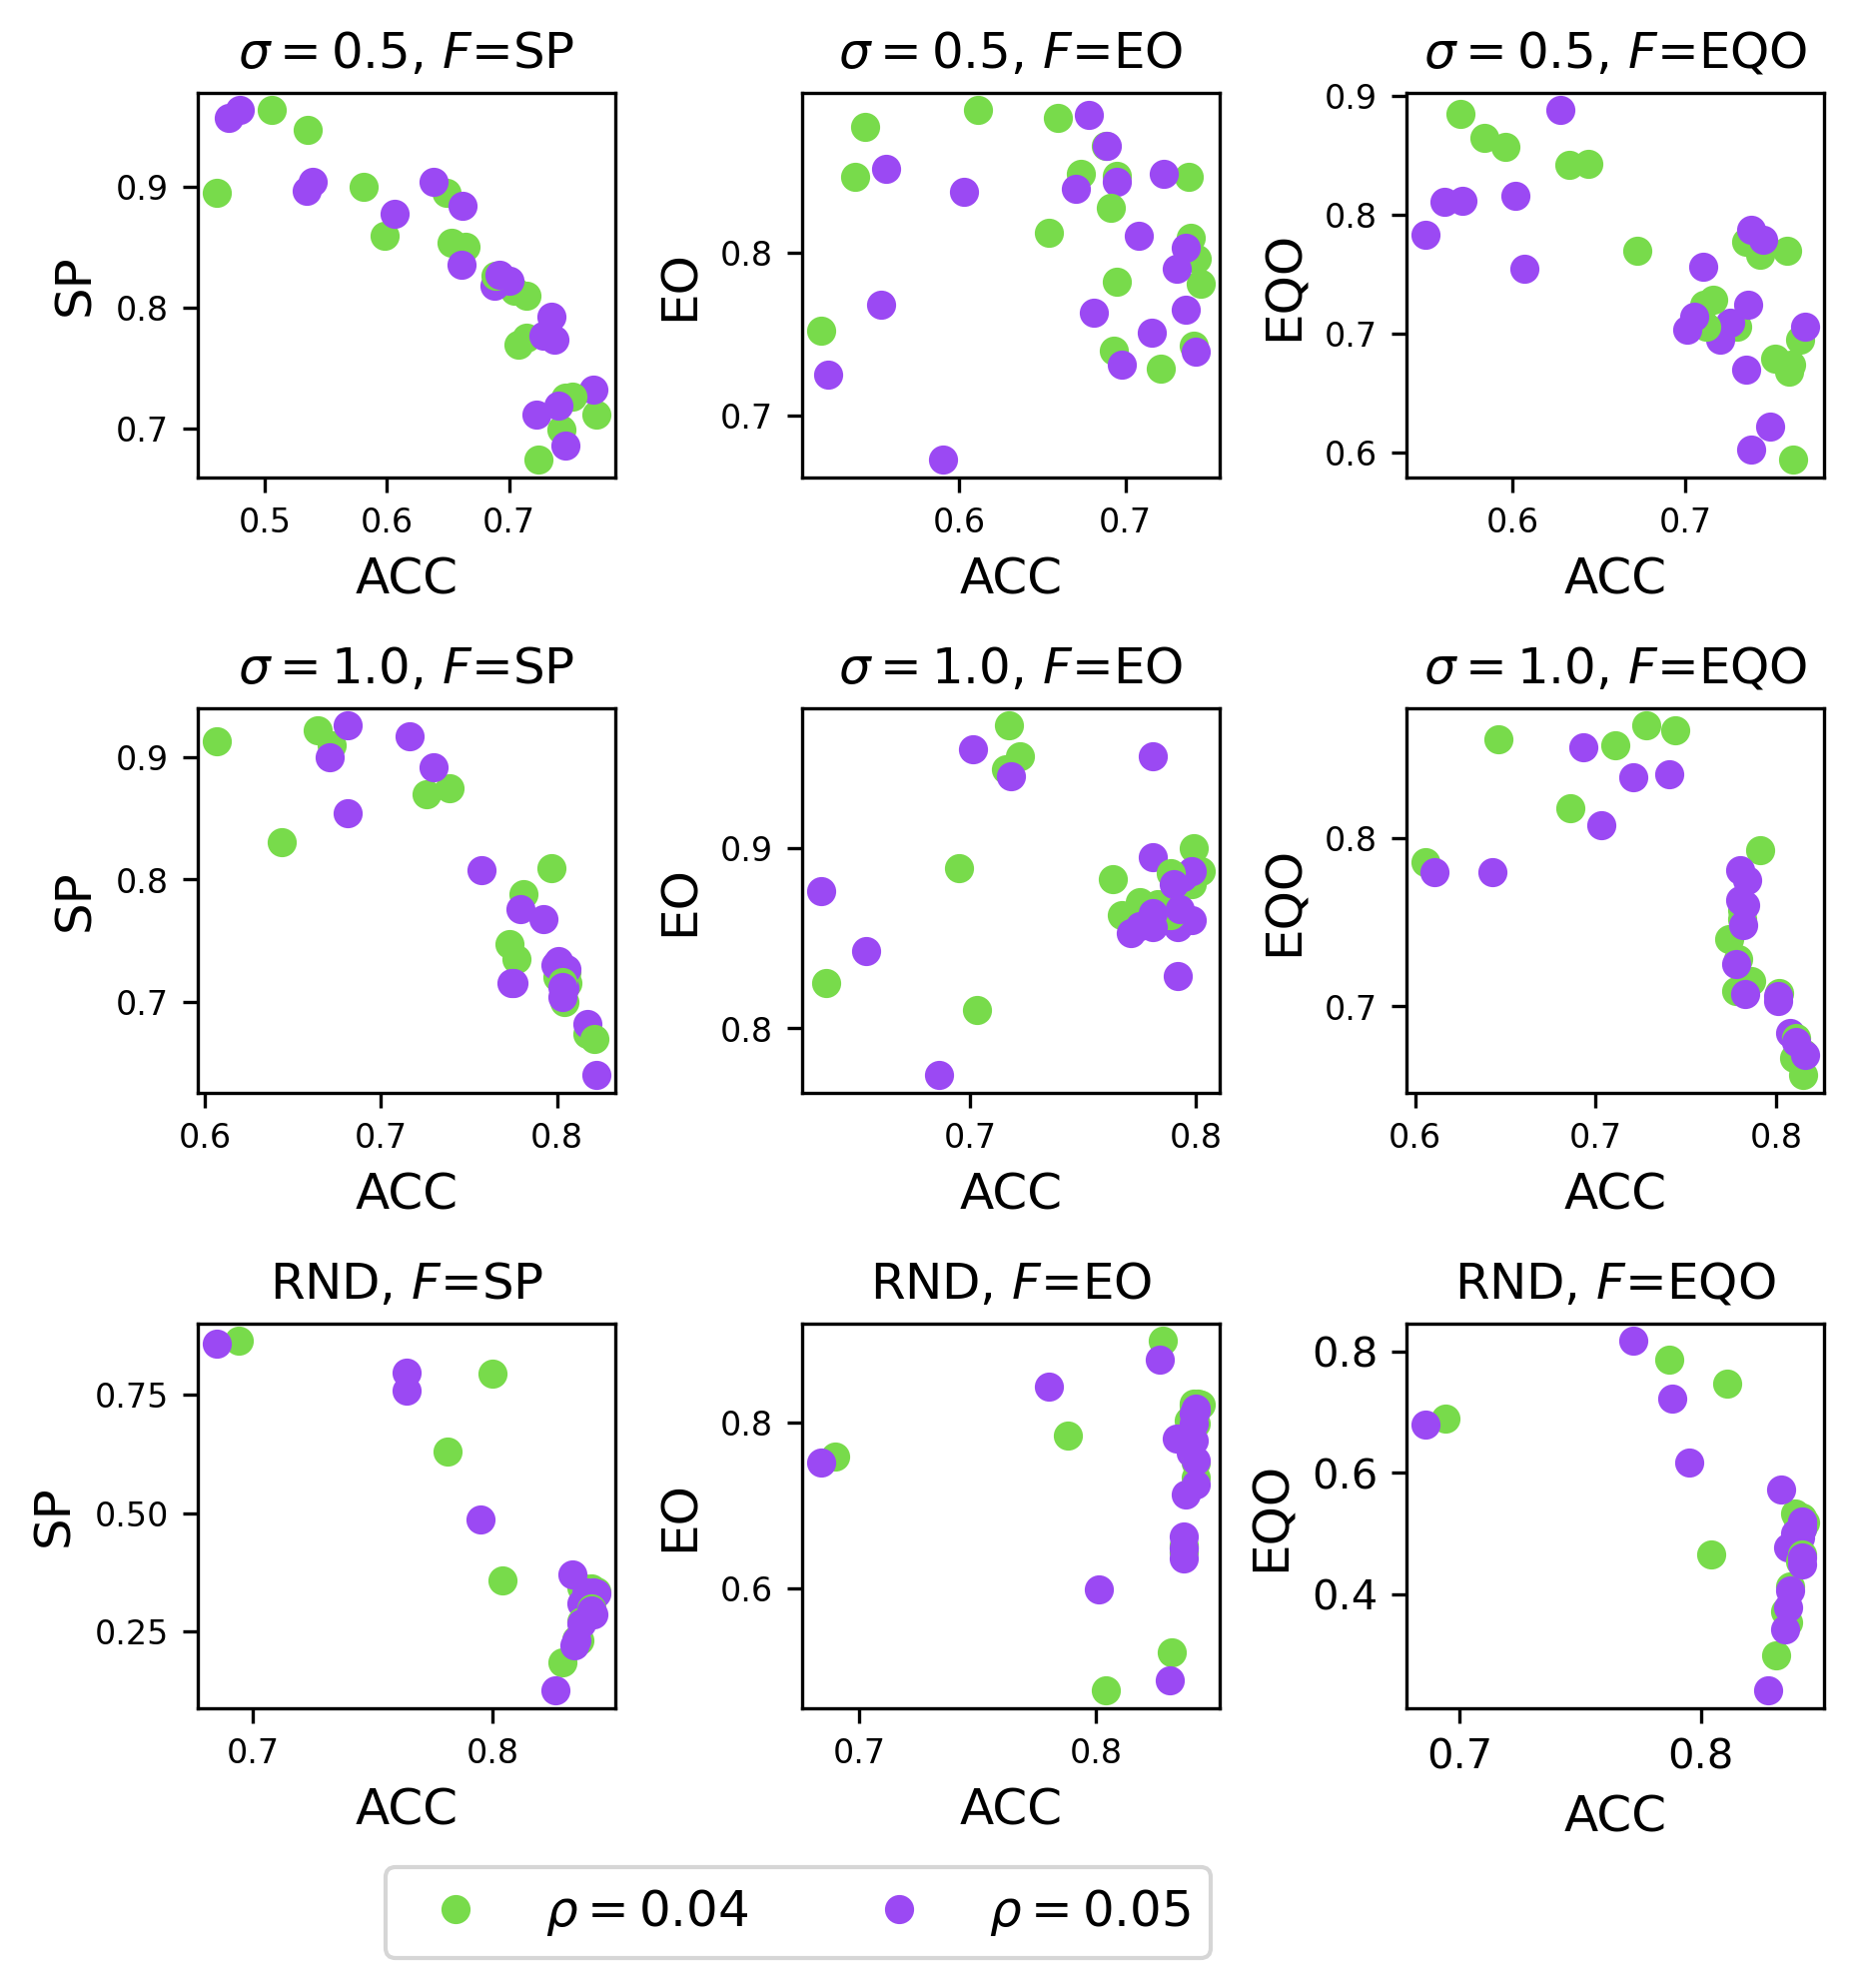 σ = 0.5, F=SP
SP
0.9
0.8
0.7
0.5 0.6 0.7
ACC
σ = 0.5, F=EO
EO
0.8
0.7
0.6 0.7
ACC
σ = 0.5, F=EQO
EQO
0.9
0.8
0.7
0.6
0.6 0.7
ACC
σ = 1.0, F=SP
SP
0.9
0.8
0.7
0.6 0.7 0.8
ACC
σ = 1.0, F=EO
EO
0.9
0.8
0.7 0.8
ACC
σ = 1.0, F=EQO
EQO
0.8
0.7
0.6 0.7 0.8
ACC
RND, F=SP
SP
0.75
0.50
0.25
0.7 0.8
ACC
RND, F=EO
EO
0.8
0.6
0.7 0.8
ACC
RND, F=EQO
EQO
0.8
0.6
0.4
0.7 0.8
ACC
ρ = 0.04 ρ = 0.05